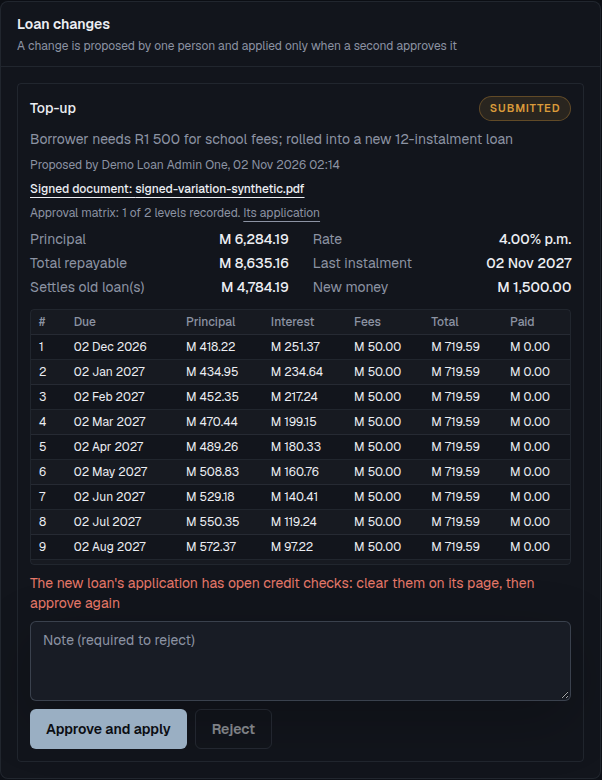 Loan changes
A change is proposed by one person and applied only when a second approves it
Top-up
SUBMITTED
Borrower needs R1 500 for school fees; rolled into a new 12-instalment loan
Proposed by Demo Loan Admin One, 02 Nov 2026 02:14
Signed document: signed-variation-synthetic.pdf
Approval matrix: 1 of 2 levels recorded. Its application
Principal M 6,284.19 Rate 4.00% p.m.
Total repayable M 8,635.16 Last instalment 02 Nov 2027
Settles old loan(s) M 4,784.19 New money M 1,500.00
# Due Principal Interest Fees Total Paid
1 02 Dec 2026 M 418.22 M 251.37 M 50.00 M 719.59 M 0.00
2 02 Jan 2027 M 434.95 M 234.64 M 50.00 M 719.59 M 0.00
3 02 Feb 2027 M 452.35 M 217.24 M 50.00 M 719.59 M 0.00
4 02 Mar 2027 M 470.44 M 199.15 M 50.00 M 719.59 M 0.00
5 02 Apr 2027 M 489.26 M 180.33 M 50.00 M 719.59 M 0.00
6 02 May 2027 M 508.83 M 160.76 M 50.00 M 719.59 M 0.00
7 02 Jun 2027 M 529.18 M 140.41 M 50.00 M 719.59 M 0.00
8 02 Jul 2027 M 550.35 M 119.24 M 50.00 M 719.59 M 0.00
9 02 Aug 2027 M 572.37 M 97.22 M 50.00 M 719.59 M 0.00
The new loan's application has open credit checks: clear them on its page, then
approve again
Note (required to reject)
Approve and apply
Reject